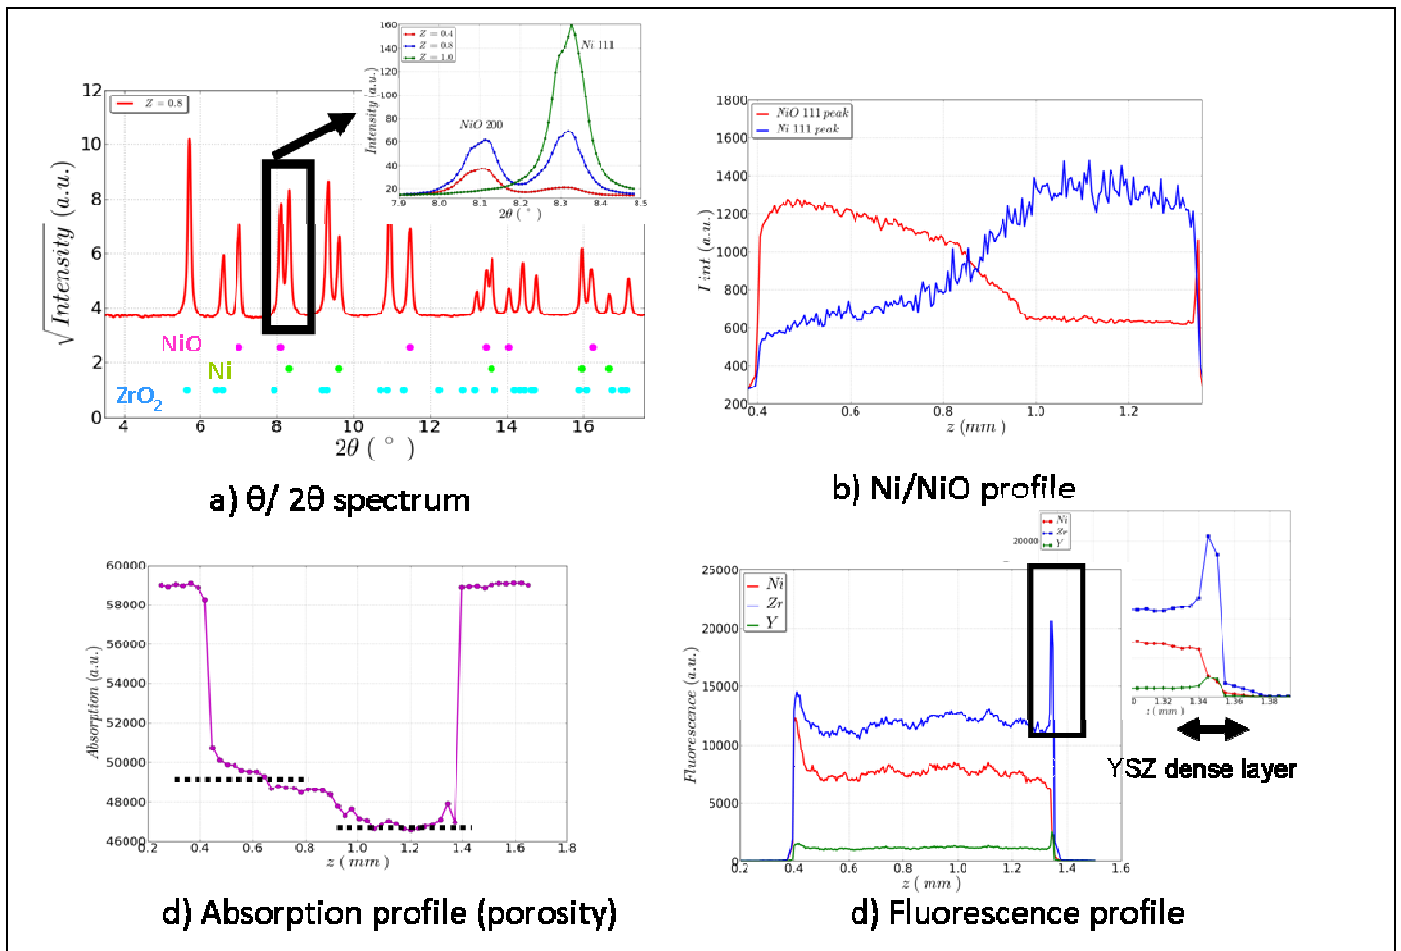 Z = 0.4
Z = 0.8
Z = 1.0
Ni 111
NiO 200
Intensity (a.u.)
160
140
120
100
80
60
40
20
7.9 8.0 8.1 8.2 8.3 8.4 8.5
2θ ( ° )
Z = 0.8
√Intensity (a.u.)
12
10
8
6
4
2
0
NiO
Ni
ZrO2
4 6 8 10 12 14 16
2θ ( ° )
a) θ/ 2θ spectrum
NiO 111 peak
Ni 111 peak
I int (a.u.)
1800
1600
1400
1200
1000
800
600
400
200
0.4 0.6 0.8 1.0 1.2
z (mm)
b) Ni/NiO profile
Absorption (a.u.)
60000
58000
56000
54000
52000
50000
48000
46000
0.2 0.4 0.6 0.8 1.0 1.2 1.4 1.6 1.8
z ( mm )
d) Absorption profile (porosity)
Ni
Zr
Y
Fluorescence (a.u.)
25000
20000
15000
10000
5000
0
0.2 0.4 0.6 0.8 1.0 1.2 1.4 1.6
z ( mm )
Ni
Zr
Y
20000
0 1.32 1.34 1.36 1.38
z ( mm )
YSZ dense layer
d) Fluorescence profile